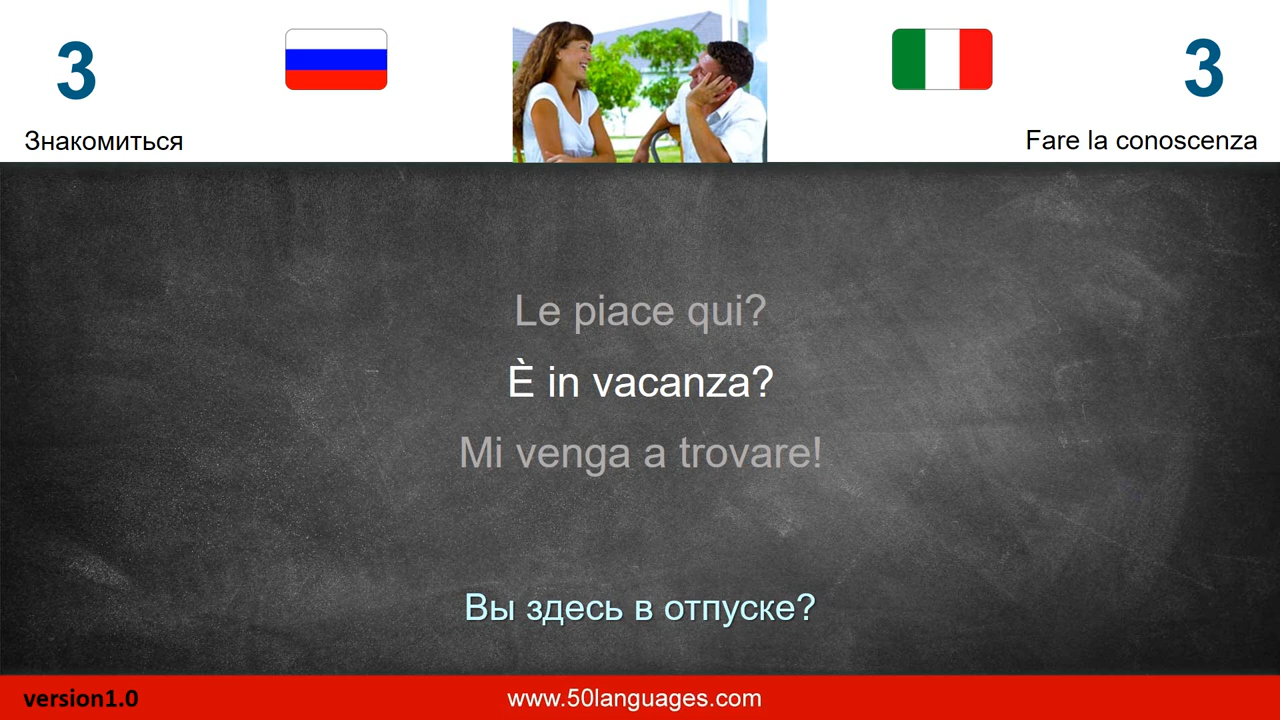 3
3
Знакомиться
Fare la conoscenza
Le piace qui?
È in vacanza?
Mi venga a trovare!
Вы здесь в отпуске?
version1.0
www.50languages.com